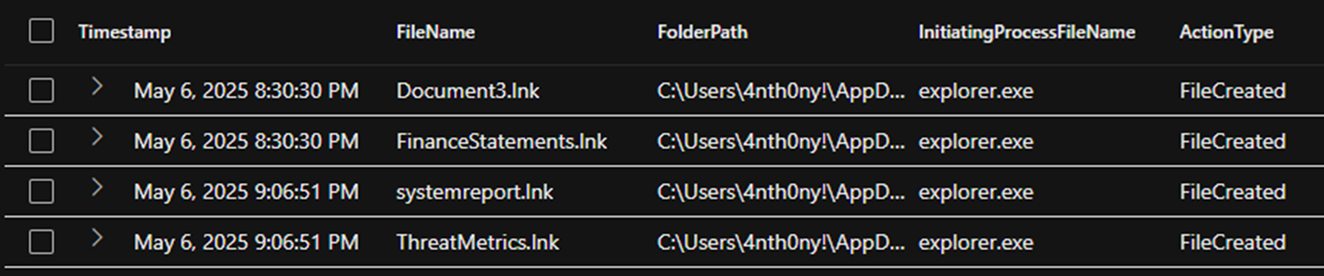 Timestamp FileName FolderPath InitiatingProcessFileName ActionType
May 6, 2025 8:30:30 PM Document3.lnk C:\Users\4nth0ny!\AppD... explorer.exe FileCreated
May 6, 2025 8:30:30 PM FinanceStatements.lnk C:\Users\4nth0ny!\AppD... explorer.exe FileCreated
May 6, 2025 9:06:51 PM systemreport.lnk C:\Users\4nth0ny!\AppD... explorer.exe FileCreated
May 6, 2025 9:06:51 PM ThreatMetrics.lnk C:\Users\4nth0ny!\AppD... explorer.exe FileCreated